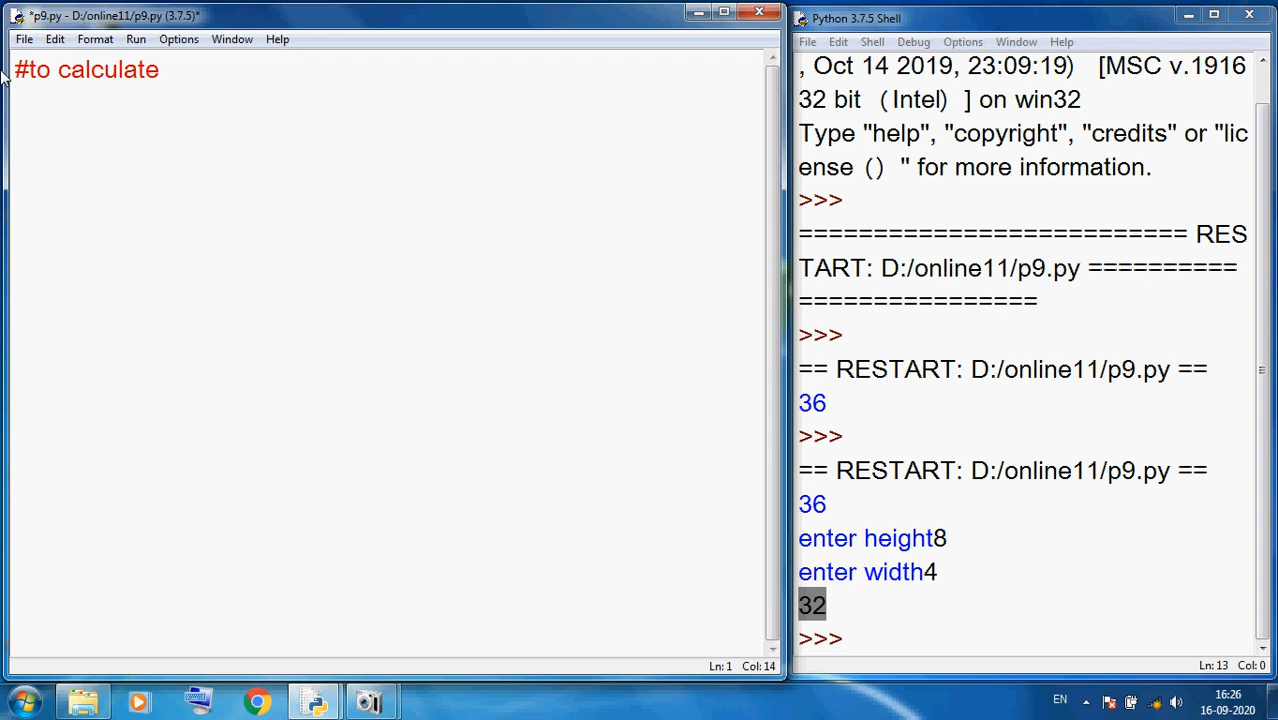 *p9.py - D:/online11/p9.py (3.7.5)*
File Edit Format Run Options Window Help
#to calculate
Ln: 1 Col: 14
Python 3.7.5 Shell
File Edit Shell Debug Options Window Help
, Oct 14 2019, 23:09:19) [MSC v.1916
32 bit (Intel)] on win32
Type "help", "copyright", "credits" or "lic
ense ()" for more information.
>>>
========================== RES
TART: D:/online11/p9.py ==========
================
>>>
== RESTART: D:/online11/p9.py ==
36
>>>
== RESTART: D:/online11/p9.py ==
36
enter height8
enter width4
32
>>>
Ln: 13 Col: 0
EN
16:26
16-09-2020